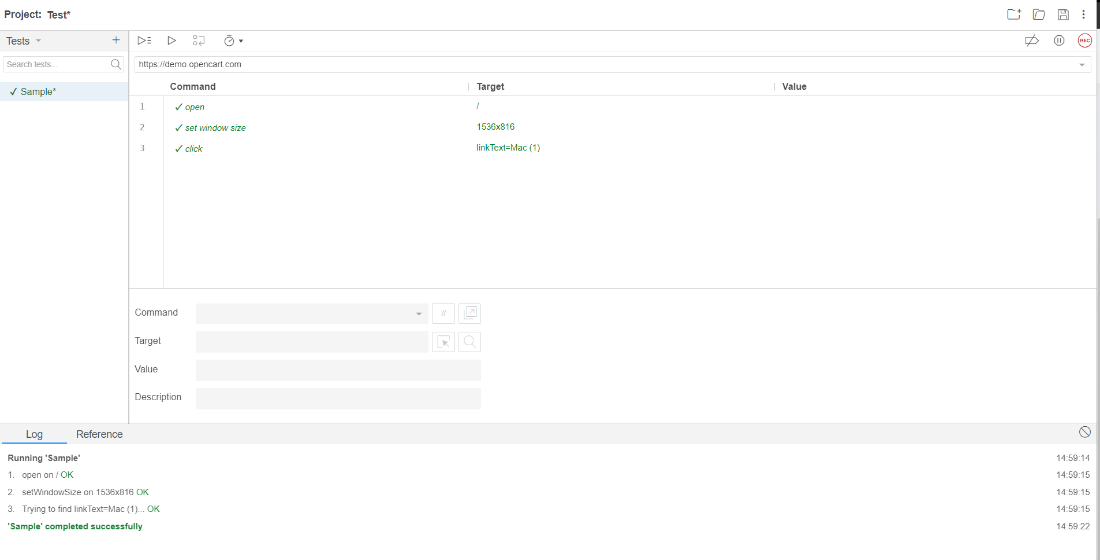 Project: Test*
Tests
Search tests...
https://demo.opencart.com
REC
✓ Sample*
Command Target Value
1 ✓ open /
2 ✓ set window size 1536x816
3 ✓ click linkText=Mac (1)
Command //
Target
Value
Description
Log Reference
Running 'Sample' 14:59:14
1. open on / OK 14:59:15
2. setWindowSize on 1536x816 OK 14:59:15
3. Trying to find linkText=Mac (1)... OK 14:59:15
'Sample' completed successfully 14:59:22